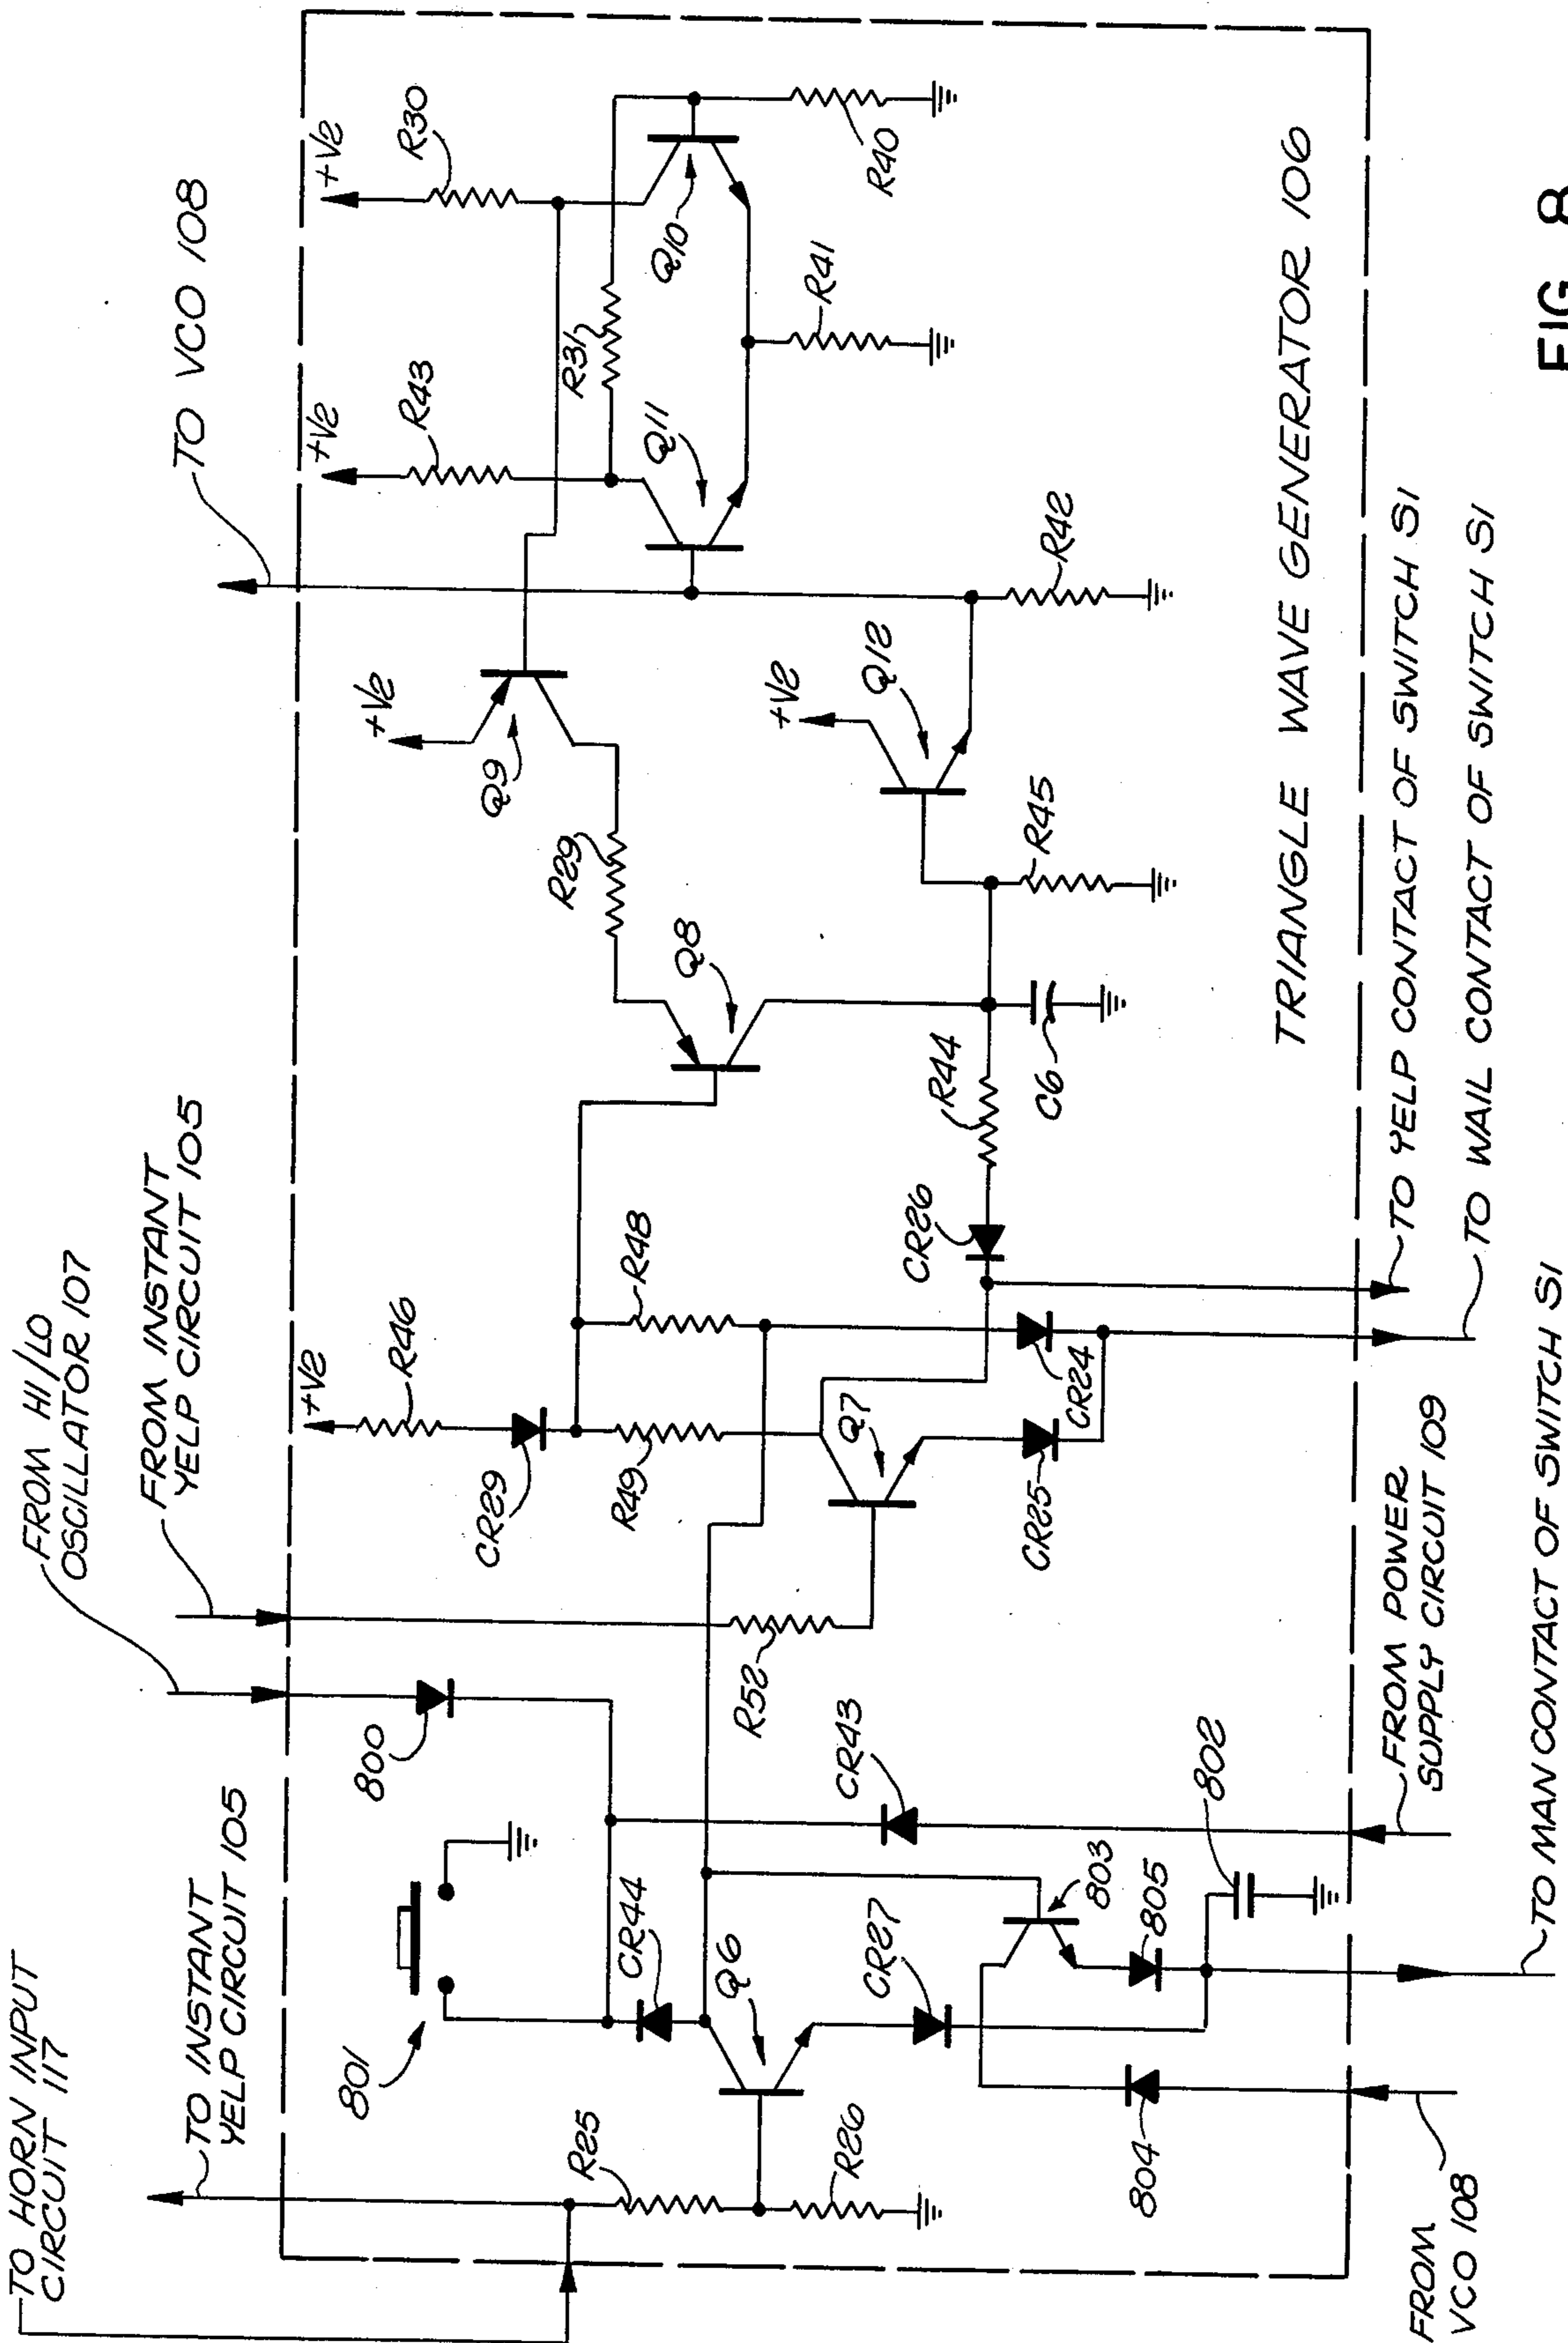 TO HORN INPUT
CIRCUIT 117
TO INSTANT
YELP CIRCUIT 105
FROM HI/LO
OSCILLATOR 107
FROM INSTANT
YELP CIRCUIT 105
TO VCO 108
801
800
+V2
R46
CR29
+V2
Q9
+V2
R43
+V2
R30
R25
R26
CR44
Q6
R52
R49
R48
Q8
R29
R31
Q11
Q10
R40
R41
CR43
CR27
803
805
804
802
Q7
CR25
CR24
CR26
R44
C6
R45
+V2
Q12
R42
TRIANGLE WAVE GENERATOR 106
FROM
VCO 108
TO MAN CONTACT OF SWITCH S1
FROM POWER
SUPPLY CIRCUIT 109
TO WAIL CONTACT OF SWITCH S1
TO YELP CONTACT OF SWITCH S1
FIG. 8